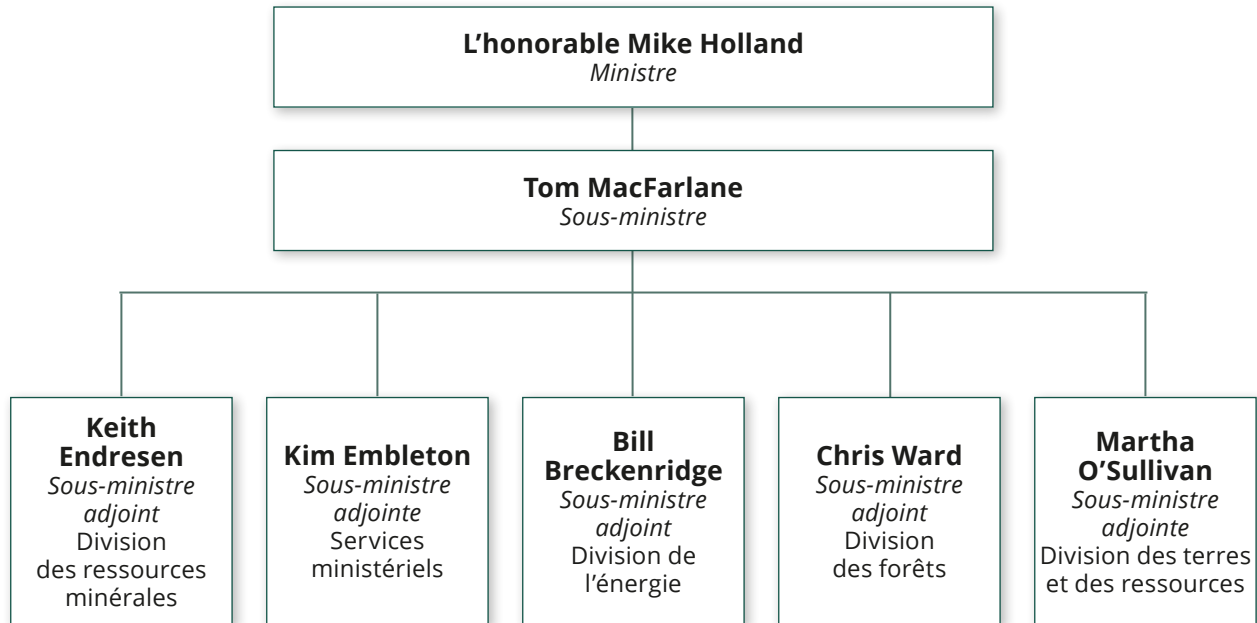 L’honorable Mike Holland
Ministre
Tom MacFarlane
Sous-ministre
Keith
Endresen
Sous-ministre
adjoint
Division
des ressources
minérales
Kim Embleton
Sous-ministre
adjointe
Services
ministériels
Bill
Breckenridge
Sous-ministre
adjoint
Division de
l’énergie
Chris Ward
Sous-ministre
adjoint
Division
des forêts
Martha
O’Sullivan
Sous-ministre
adjointe
Division des terres
et des ressources